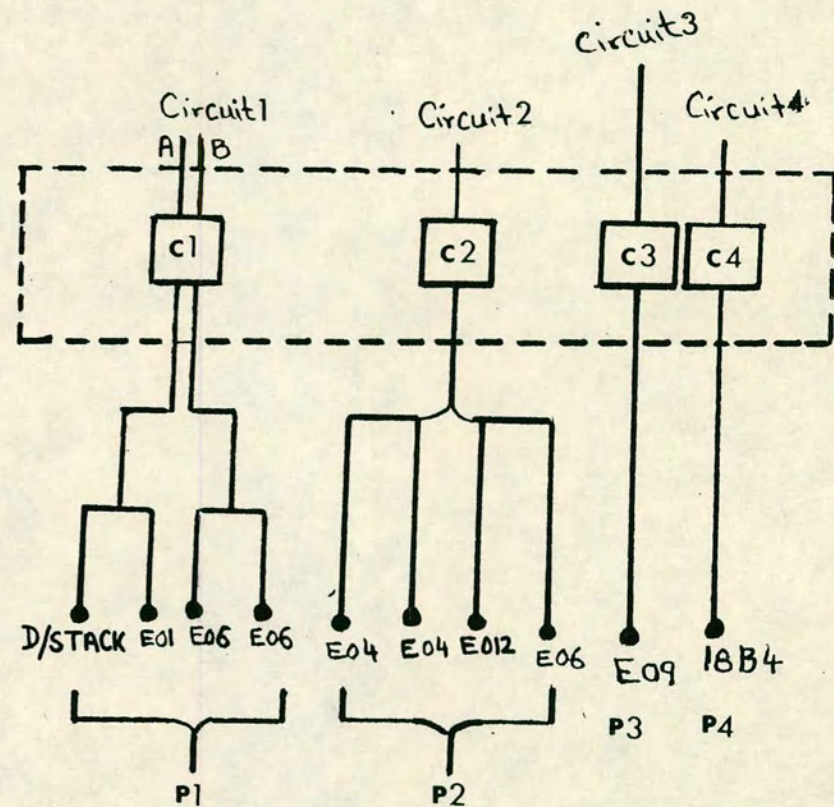 Circuit3
Circuit1
Circuit2
Circuit4
A B
C1
C2
C3
C4
D/STACK E01 E06 E06
E04 E04 E012 E06
E09
18B4
P3
P4
P1
P2